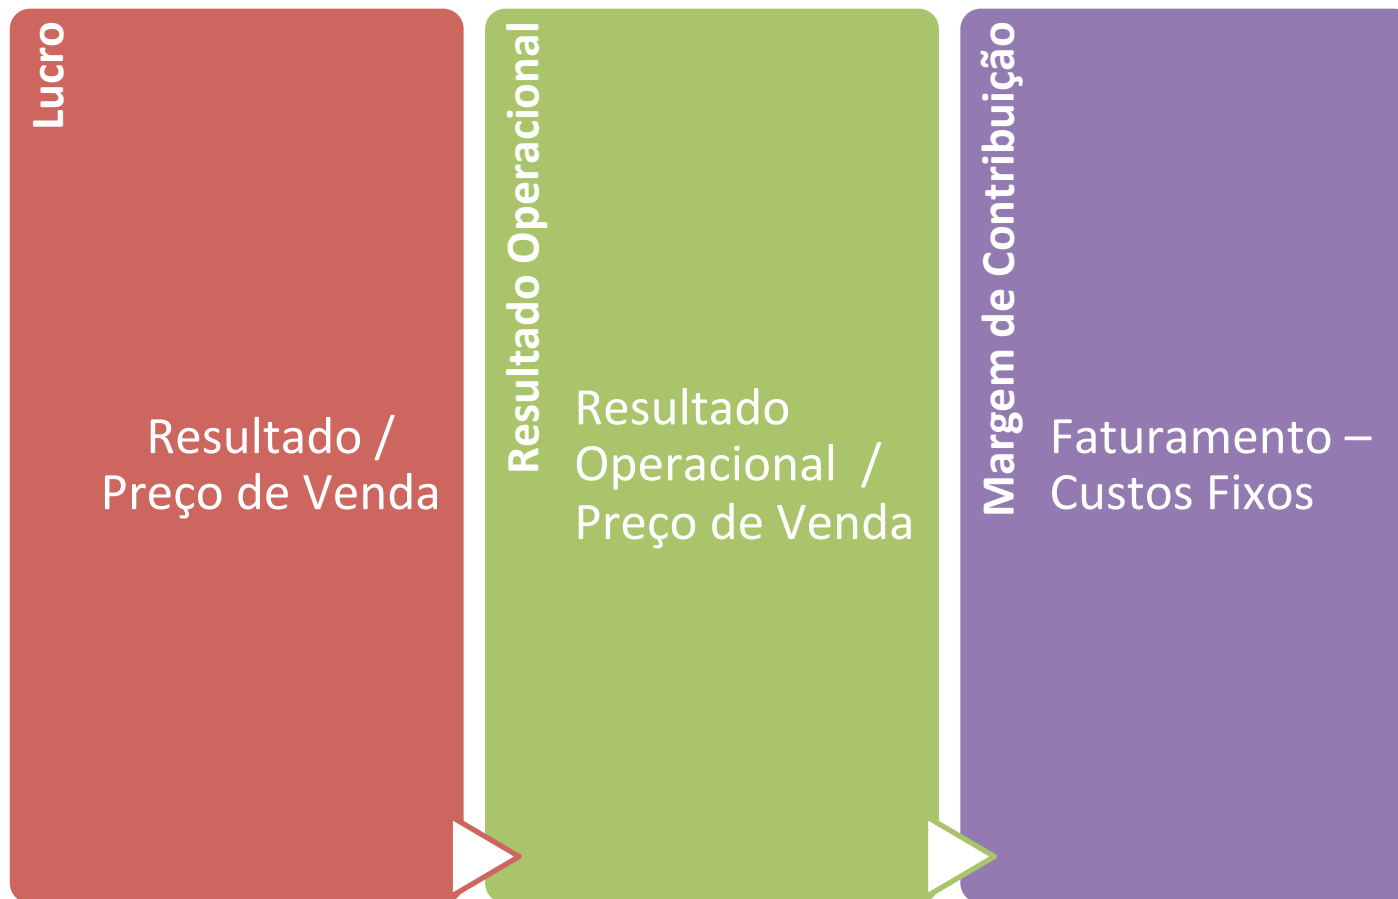 Lucro
Resultado /
Preço de Venda
Resultado Operacional
Resultado
Operacional /
Preço de Venda
Margem de Contribuição
Faturamento –
Custos Fixos